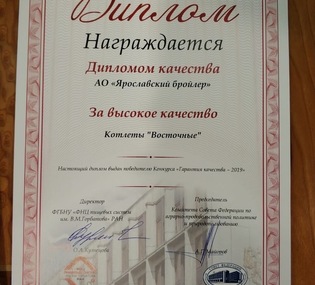 Диплом
Награждается
Дипломом качества
АО «Ярославский бройлер»
За высокое качество
Котлеты "Восточные"
Настоящий диплом выдан победителю Конкурса «Гарантия качества – 2019»
Директор
ФГБНУ «ФНЦ пищевых систем
им. В.М.Горбатова» РАН
О.А.Кузнецова
Председатель
Комитета Совета Федерации по
аграрно-продовольственной политике
и природопользованию